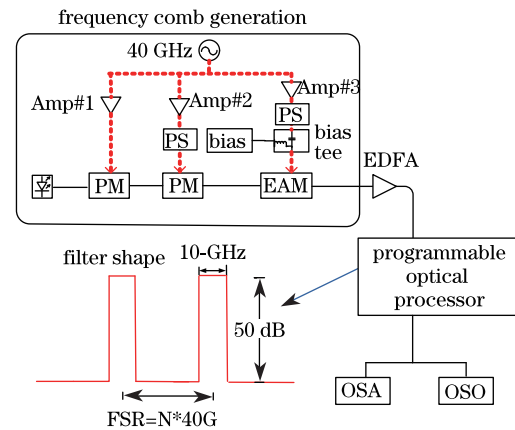 frequency comb generation
40 GHz
Amp#1
Amp#2
Amp#3
PS
PS
bias
bias
tee
EDFA
PM
PM
EAM
filter shape
10-GHz
50 dB
FSR=N*40G
programmable
optical
processor
OSA
OSO